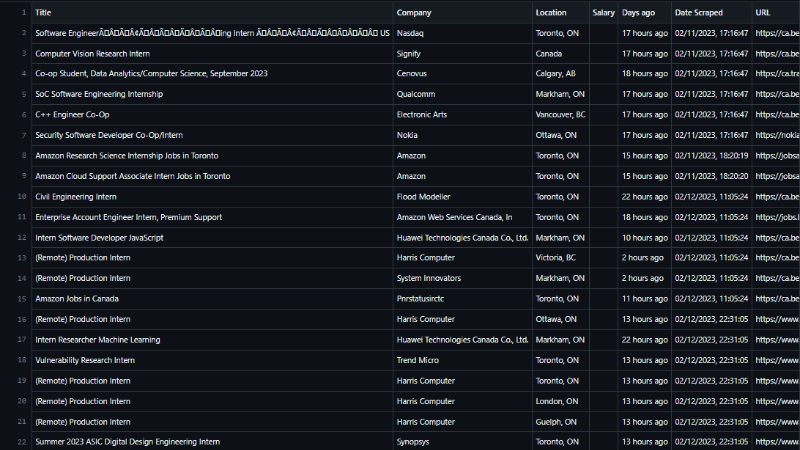 1 Title Company Location Salary Days ago Date Scraped URL
2 Software EngineerÃ Ã Ã Ã Ã¢Ã Ã Ã Ã Ã Ã Ã Ã Ã ing Intern Ã Ã Ã Ã Ã¢Ã Ã Ã Ã Ã Ã Ã Ã Ã  US Nasdaq Toronto, ON 17 hours ago 02/11/2023, 17:16:47 https://ca.be
3 Computer Vision Research Intern Signify Canada 17 hours ago 02/11/2023, 17:16:47 https://ca.be
4 Co-op Student, Data Analytics/Computer Science, September 2023 Cenovus Calgary, AB 18 hours ago 02/11/2023, 17:16:47 https://ca.tra
5 SoC Software Engineering Internship Qualcomm Markham, ON 17 hours ago 02/11/2023, 17:16:47 https://ca.be
6 C++ Engineer Co-Op Electronic Arts Vancouver, BC 17 hours ago 02/11/2023, 17:16:47 https://ca.be
7 Security Software Developer Co-Op/Intern Nokia Ottawa, ON 17 hours ago 02/11/2023, 17:16:47 https://nokia
8 Amazon Research Science Internship Jobs in Toronto Amazon Toronto, ON 15 hours ago 02/11/2023, 18:20:19 https://jobsa
9 Amazon Cloud Support Associate Intern Jobs in Toronto Amazon Toronto, ON 15 hours ago 02/11/2023, 18:20:20 https://jobsa
10 Civil Engineering Intern Flood Modeller Toronto, ON 22 hours ago 02/12/2023, 11:05:24 https://ca.be
11 Enterprise Account Engineer Intern, Premium Support Amazon Web Services Canada, In Toronto, ON 18 hours ago 02/12/2023, 11:05:24 https://jobs.l
12 Intern Software Developer JavaScript Huawei Technologies Canada Co., Ltd. Markham, ON 10 hours ago 02/12/2023, 11:05:24 https://ca.be
13 (Remote) Production Intern Harris Computer Victoria, BC 2 hours ago 02/12/2023, 11:05:24 https://ca.be
14 (Remote) Production Intern System Innovators Markham, ON 2 hours ago 02/12/2023, 11:05:24 https://ca.be
15 Amazon Jobs in Canada Pnrstatusirctc Toronto, ON 11 hours ago 02/12/2023, 11:05:24 https://ca.be
16 (Remote) Production Intern Harris Computer Ottawa, ON 13 hours ago 02/12/2023, 22:31:05 https://www.
17 Intern Researcher Machine Learning Huawei Technologies Canada Co., Ltd. Markham, ON 22 hours ago 02/12/2023, 22:31:05 https://ca.be
18 Vulnerability Research Intern Trend Micro Toronto, ON 13 hours ago 02/12/2023, 22:31:05 https://www.
19 (Remote) Production Intern Harris Computer Toronto, ON 13 hours ago 02/12/2023, 22:31:05 https://www.
20 (Remote) Production Intern Harris Computer London, ON 13 hours ago 02/12/2023, 22:31:05 https://www.
21 (Remote) Production Intern Harris Computer Guelph, ON 13 hours ago 02/12/2023, 22:31:05 https://www.
22 Summer 2023 ASIC Digital Design Engineering Intern Synopsys Toronto, ON 13 hours ago 02/12/2023, 22:31:05 https://www.